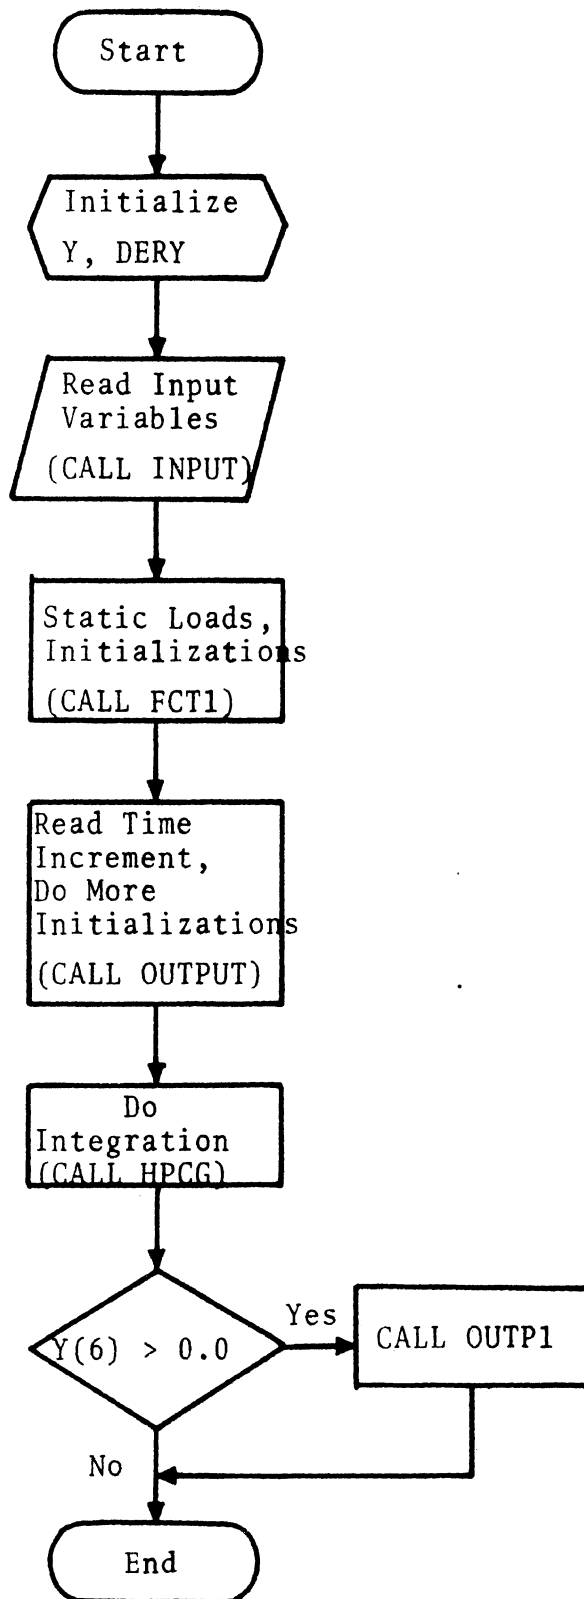 Start
Initialize
Y, DERY
Read Input
Variables
(CALL INPUT)
Static Loads,
Initializations
(CALL FCT1)
Read Time
Increment,
Do More
Initializations
(CALL OUTPUT)
Do
Integration
(CALL HPCG)
Y(6) > 0.0
Yes
CALL OUTP1
No
End